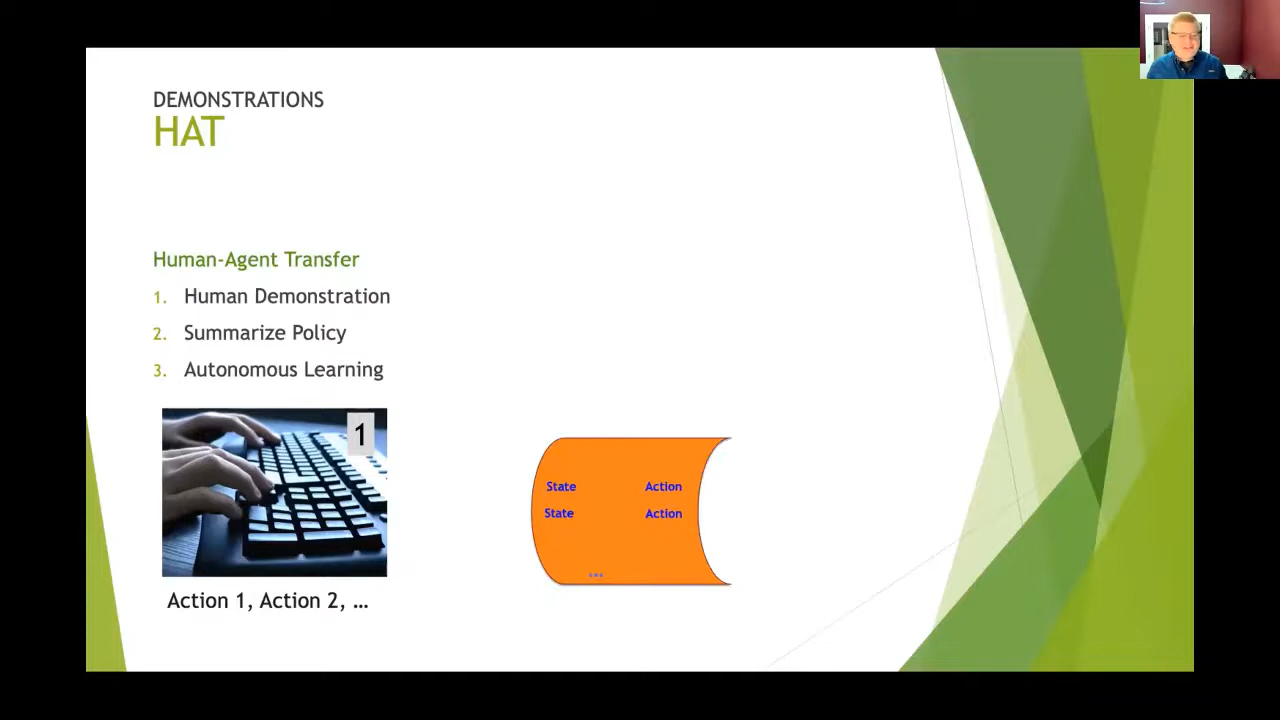 DEMONSTRATIONS
HAT
Human-Agent Transfer
1. Human Demonstration
2. Summarize Policy
3. Autonomous Learning
1
Action 1, Action 2, ...
State Action
State Action
...